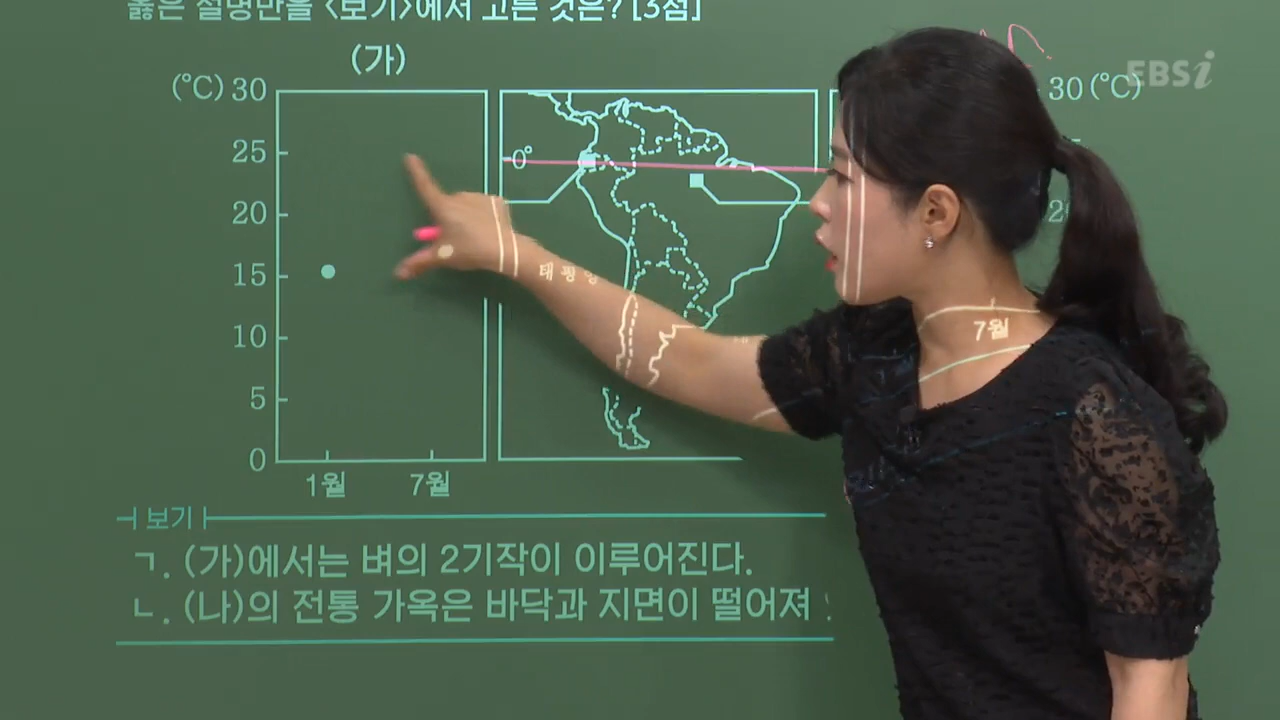 옳은 설명만을 <보기>에서 고른 것은? [3점]
(가)
EBSi
(℃) 30
25
20
15
10
5
0
1월 7월
0°
태평양
30 (℃)
7월
보기
ㄱ. (가)에서는 벼의 2기작이 이루어진다.
ㄴ. (나)의 전통 가옥은 바닥과 지면이 떨어져